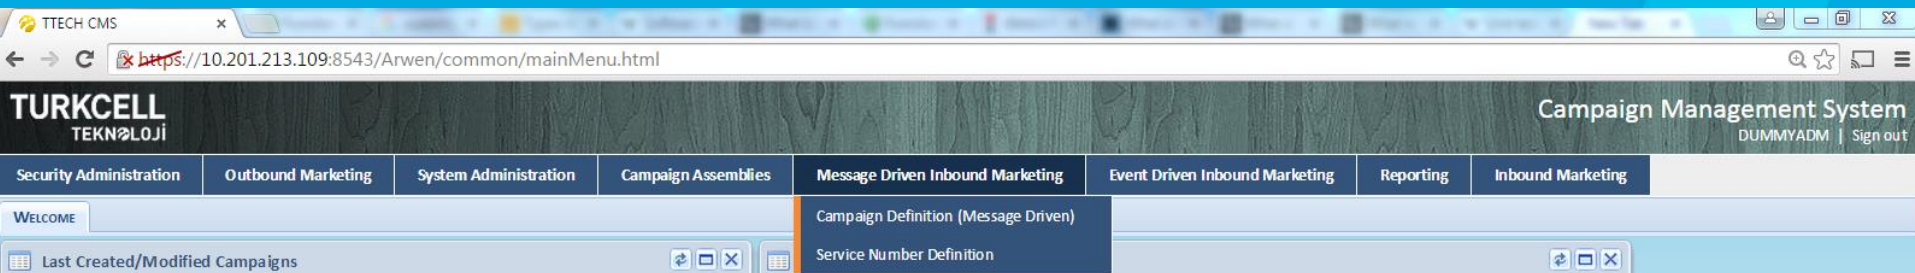 TTECH CMS
https://10.201.213.109:8543/Arwen/common/mainMenu.html
TURKCELL
TEKNOLOJİ
Campaign Management System
DUMMYADM | Sign out
Security Administration Outbound Marketing System Administration Campaign Assemblies Message Driven Inbound Marketing Event Driven Inbound Marketing Reporting Inbound Marketing
WELCOME
Campaign Definition (Message Driven)
Last Created/Modified Campaigns
Service Number Definition